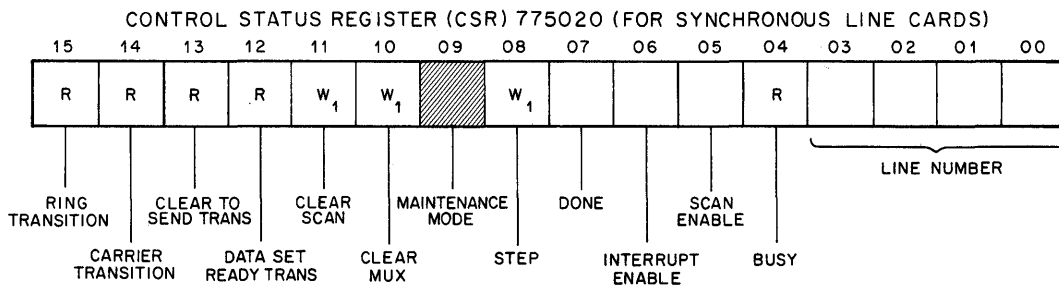 CONTROL STATUS REGISTER (CSR) 775020 (FOR SYNCHRONOUS LINE CARDS)
15 14 13 12 11 10 09 08 07 06 05 04 03 02 01 00
R R R R W1 W1 W1 R
LINE NUMBER
RING
TRANSITION
CLEAR TO
SEND TRANS
CLEAR
SCAN
MAINTENANCE
MODE
DONE
SCAN
ENABLE
CARRIER
TRANSITION
DATA SET
READY TRANS
CLEAR
MUX
STEP
INTERRUPT
ENABLE
BUSY